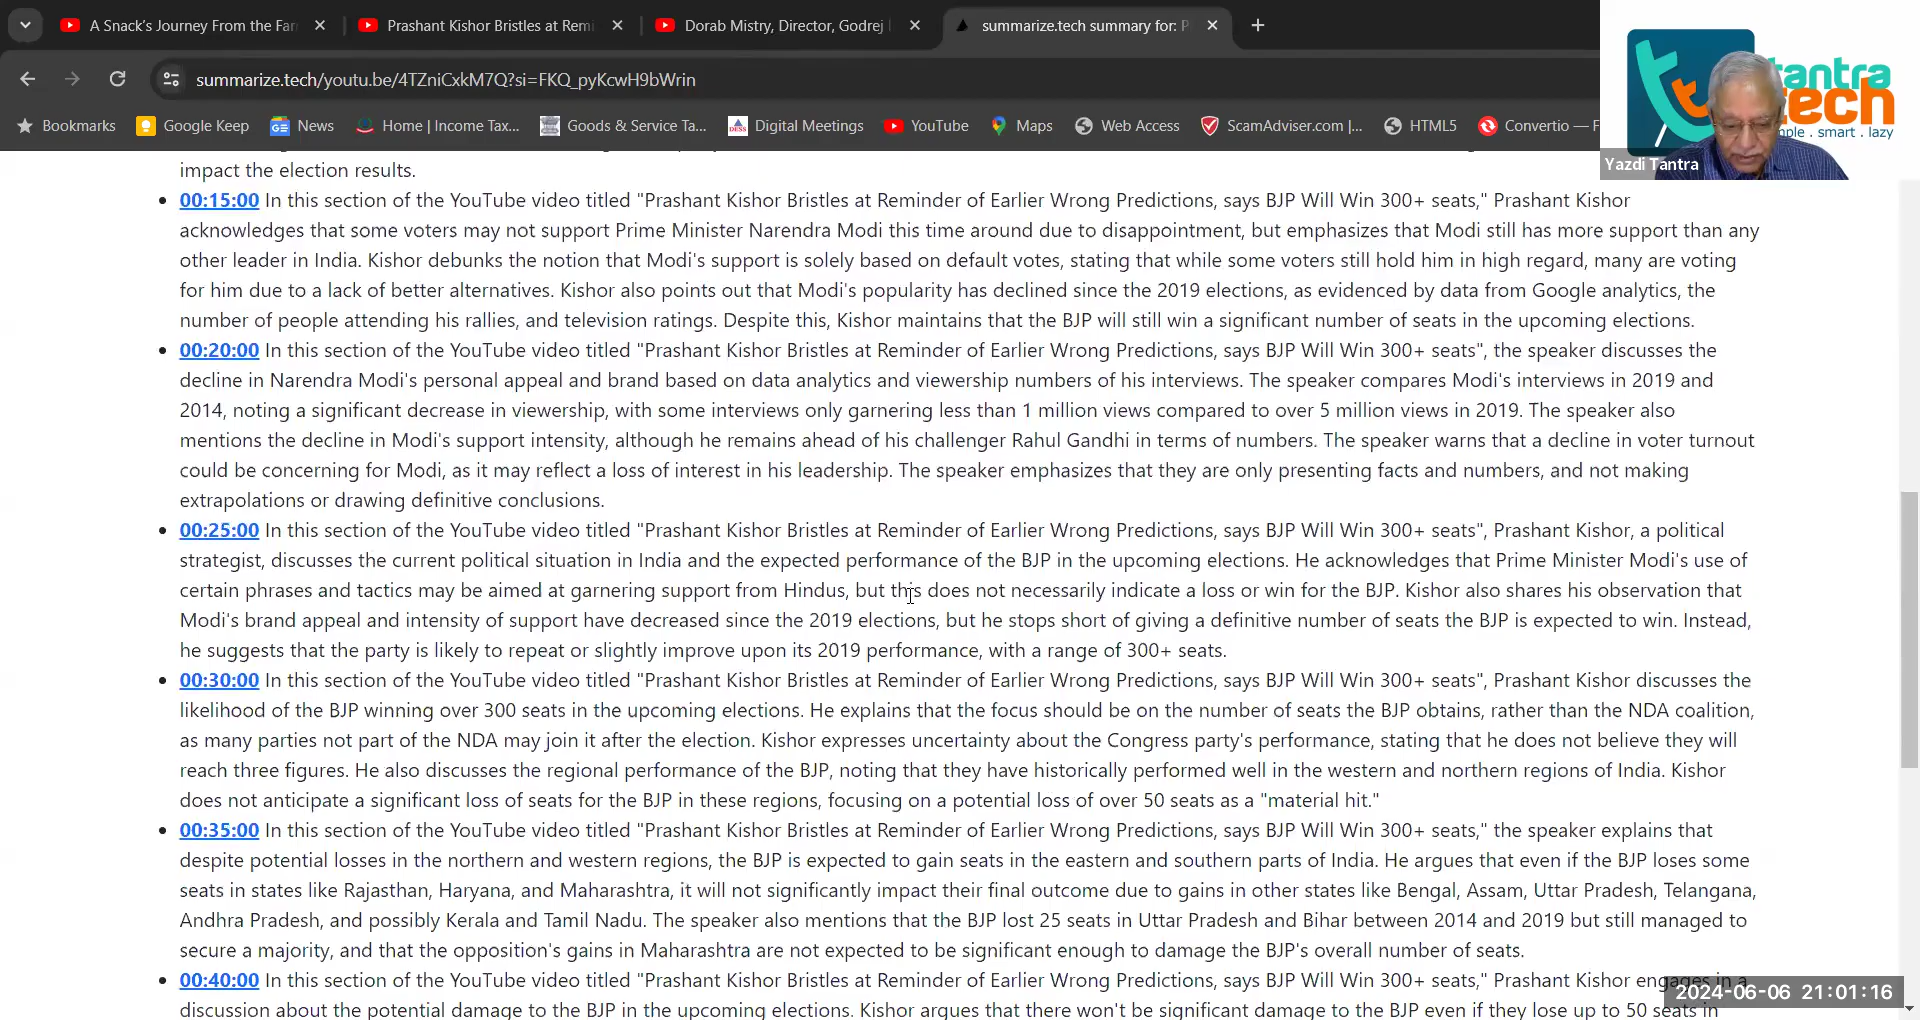 A Snack's Journey From the Far
Prashant Kishor Bristles at Rem
Dorab Mistry, Director, Godrej
summarize.tech summary for: P
summarize.tech/youtu.be/4TZniCxkM7Q?si=FKQ_pyKcwH9bWrin
Bookmarks
Google Keep
News
Home | Income Tax...
Goods & Service Ta...
Digital Meetings
YouTube
Maps
Web Access
ScamAdviser.com |...
HTML5
Convertio — F
tantra
tech
simple . smart . lazy
Yazdi Tantra
impact the election results.
00:15:00 In this section of the YouTube video titled "Prashant Kishor Bristles at Reminder of Earlier Wrong Predictions, says BJP Will Win 300+ seats," Prashant Kishor
acknowledges that some voters may not support Prime Minister Narendra Modi this time around due to disappointment, but emphasizes that Modi still has more support than any
other leader in India. Kishor debunks the notion that Modi's support is solely based on default votes, stating that while some voters still hold him in high regard, many are voting
for him due to a lack of better alternatives. Kishor also points out that Modi's popularity has declined since the 2019 elections, as evidenced by data from Google analytics, the
number of people attending his rallies, and television ratings. Despite this, Kishor maintains that the BJP will still win a significant number of seats in the upcoming elections.
00:20:00 In this section of the YouTube video titled "Prashant Kishor Bristles at Reminder of Earlier Wrong Predictions, says BJP Will Win 300+ seats", the speaker discusses the
decline in Narendra Modi's personal appeal and brand based on data analytics and viewership numbers of his interviews. The speaker compares Modi's interviews in 2019 and
2014, noting a significant decrease in viewership, with some interviews only garnering less than 1 million views compared to over 5 million views in 2019. The speaker also
mentions the decline in Modi's support intensity, although he remains ahead of his challenger Rahul Gandhi in terms of numbers. The speaker warns that a decline in voter turnout
could be concerning for Modi, as it may reflect a loss of interest in his leadership. The speaker emphasizes that they are only presenting facts and numbers, and not making
extrapolations or drawing definitive conclusions.
00:25:00 In this section of the YouTube video titled "Prashant Kishor Bristles at Reminder of Earlier Wrong Predictions, says BJP Will Win 300+ seats", Prashant Kishor, a political
strategist, discusses the current political situation in India and the expected performance of the BJP in the upcoming elections. He acknowledges that Prime Minister Modi's use of
certain phrases and tactics may be aimed at garnering support from Hindus, but this does not necessarily indicate a loss or win for the BJP. Kishor also shares his observation that
Modi's brand appeal and intensity of support have decreased since the 2019 elections, but he stops short of giving a definitive number of seats the BJP is expected to win. Instead,
he suggests that the party is likely to repeat or slightly improve upon its 2019 performance, with a range of 300+ seats.
00:30:00 In this section of the YouTube video titled "Prashant Kishor Bristles at Reminder of Earlier Wrong Predictions, says BJP Will Win 300+ seats", Prashant Kishor discusses the
likelihood of the BJP winning over 300 seats in the upcoming elections. He explains that the focus should be on the number of seats the BJP obtains, rather than the NDA coalition,
as many parties not part of the NDA may join it after the election. Kishor expresses uncertainty about the Congress party's performance, stating that he does not believe they will
reach three figures. He also discusses the regional performance of the BJP, noting that they have historically performed well in the western and northern regions of India. Kishor
does not anticipate a significant loss of seats for the BJP in these regions, focusing on a potential loss of over 50 seats as a "material hit."
00:35:00 In this section of the YouTube video titled "Prashant Kishor Bristles at Reminder of Earlier Wrong Predictions, says BJP Will Win 300+ seats," the speaker explains that
despite potential losses in the northern and western regions, the BJP is expected to gain seats in the eastern and southern parts of India. He argues that even if the BJP loses some
seats in states like Rajasthan, Haryana, and Maharashtra, it will not significantly impact their final outcome due to gains in other states like Bengal, Assam, Uttar Pradesh, Telangana,
Andhra Pradesh, and possibly Kerala and Tamil Nadu. The speaker also mentions that the BJP lost 25 seats in Uttar Pradesh and Bihar between 2014 and 2019 but still managed to
secure a majority, and that the opposition's gains in Maharashtra are not expected to be significant enough to damage the BJP's overall number of seats.
00:40:00 In this section of the YouTube video titled "Prashant Kishor Bristles at Reminder of Earlier Wrong Predictions, says BJP Will Win 300+ seats," Prashant Kishor engages in a
discussion about the potential damage to the BJP in the upcoming elections. Kishor argues that there won't be significant damage to the BJP even if they lose up to 50 seats in
2024-06-06 21:01:16